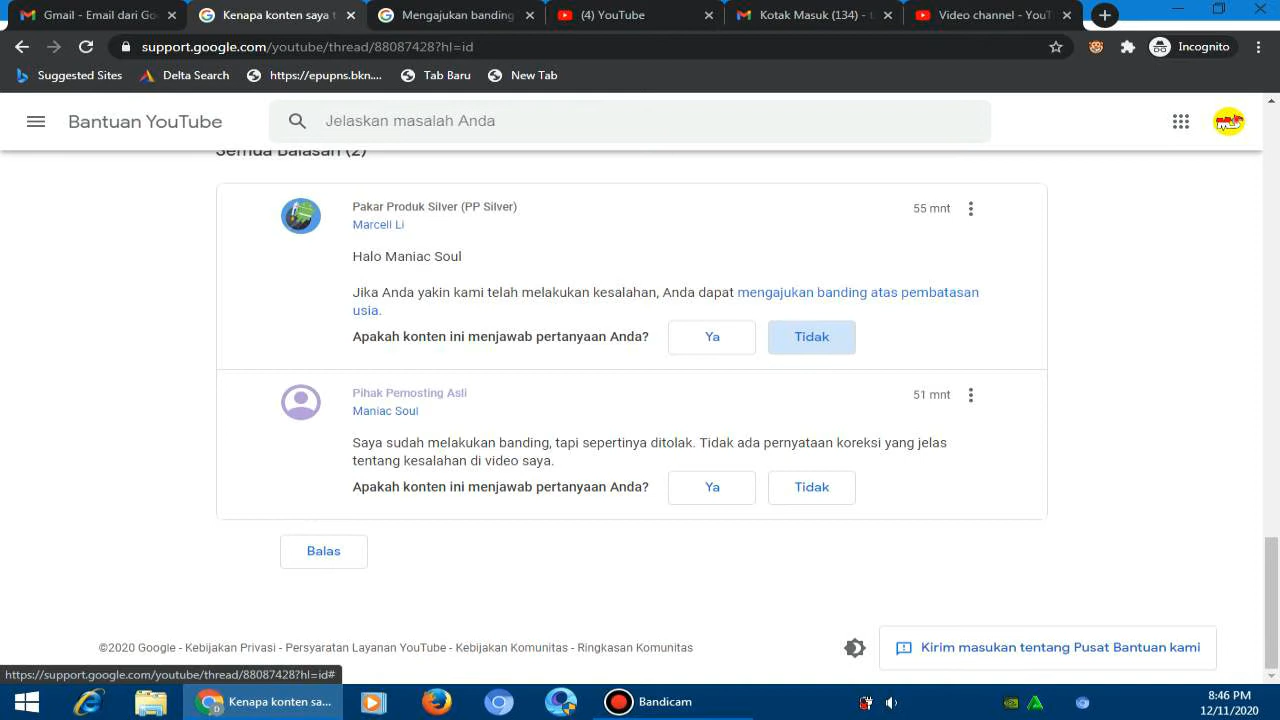 Gmail - Email dari Go
Kenapa konten saya t
Mengajukan banding
(4) YouTube
Kotak Masuk (134) - t
Video channel - YouT
support.google.com/youtube/thread/88087428?hl=id
Incognito
Suggested Sites
Delta Search
https://epupns.bkn....
Tab Baru
New Tab
Bantuan YouTube
Jelaskan masalah Anda
Semua Balasan (2)
Pakar Produk Silver (PP Silver)
55 mnt
Marcell Li
Halo Maniac Soul
Jika Anda yakin kami telah melakukan kesalahan, Anda dapat mengajukan banding atas pembatasan
usia.
Apakah konten ini menjawab pertanyaan Anda?
Ya
Tidak
Pihak Pemosting Asli
51 mnt
Maniac Soul
Saya sudah melakukan banding, tapi sepertinya ditolak. Tidak ada pernyataan koreksi yang jelas
tentang kesalahan di video saya.
Apakah konten ini menjawab pertanyaan Anda?
Ya
Tidak
Balas
©2020 Google - Kebijakan Privasi - Persyaratan Layanan YouTube - Kebijakan Komunitas - Ringkasan Komunitas
Kirim masukan tentang Pusat Bantuan kami
https://support.google.com/youtube/thread/88087428?hl=id#
Kenapa konten sa...
Bandicam
8:46 PM
12/11/2020